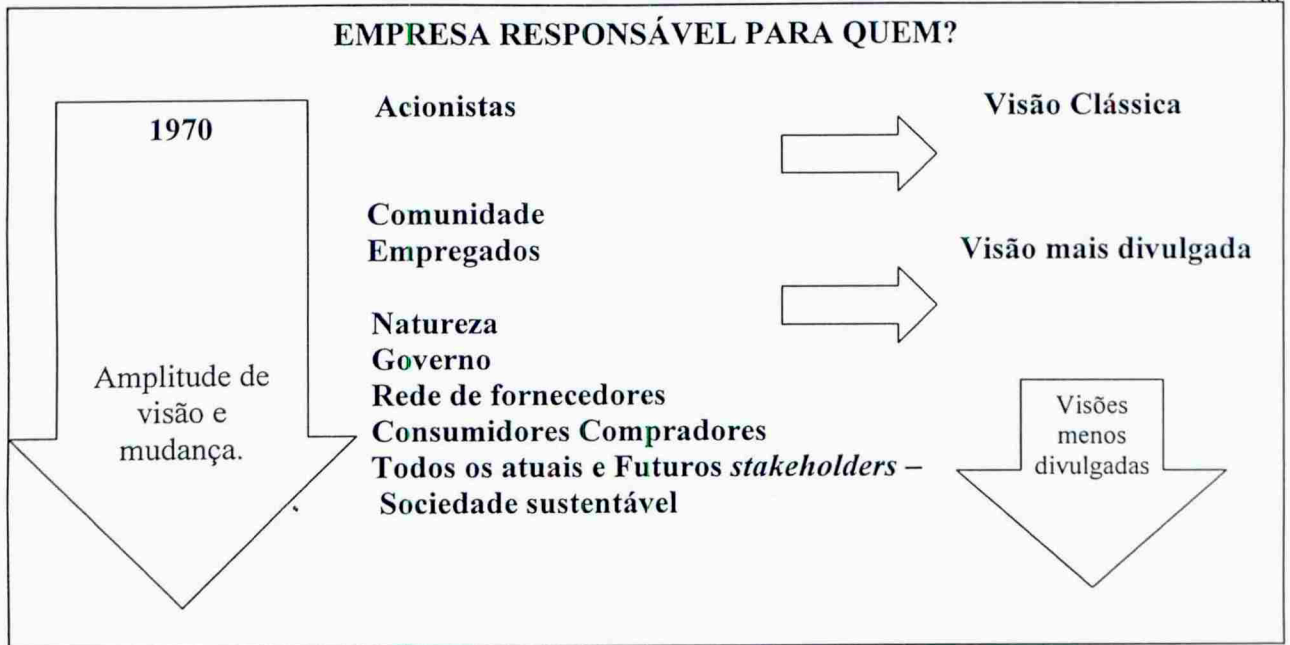 EMPRESA RESPONSÁVEL PARA QUEM?
1970
Amplitude de
visão e
mudança.
Acionistas
Comunidade
Empregados
Natureza
Governo
Rede de fornecedores
Consumidores Compradores
Todos os atuais e Futuros stakeholders –
Sociedade sustentável
Visão Clássica
Visão mais divulgada
Visões
menos
divulgadas